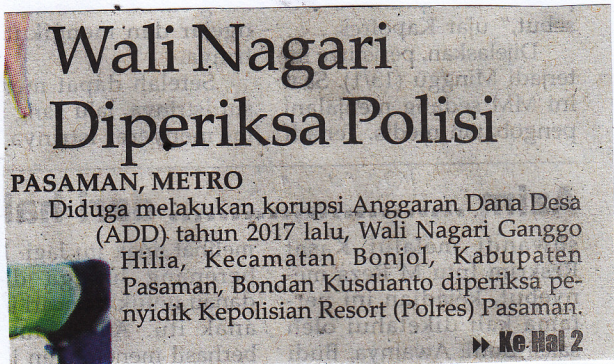 Wali Nagari
Diperiksa Polisi
PASAMAN, METRO
Diduga melakukan korupsi Anggaran Dana Desa
(ADD) tahun 2017 lalu, Wali Nagari Ganggo
Hilia, Kecamatan Bonjol, Kabupaten
Pasaman, Bondan Kusdianto diperiksa pe-
nyidik Kepolisian Resort (Polres) Pasaman.
Ke Hal 2